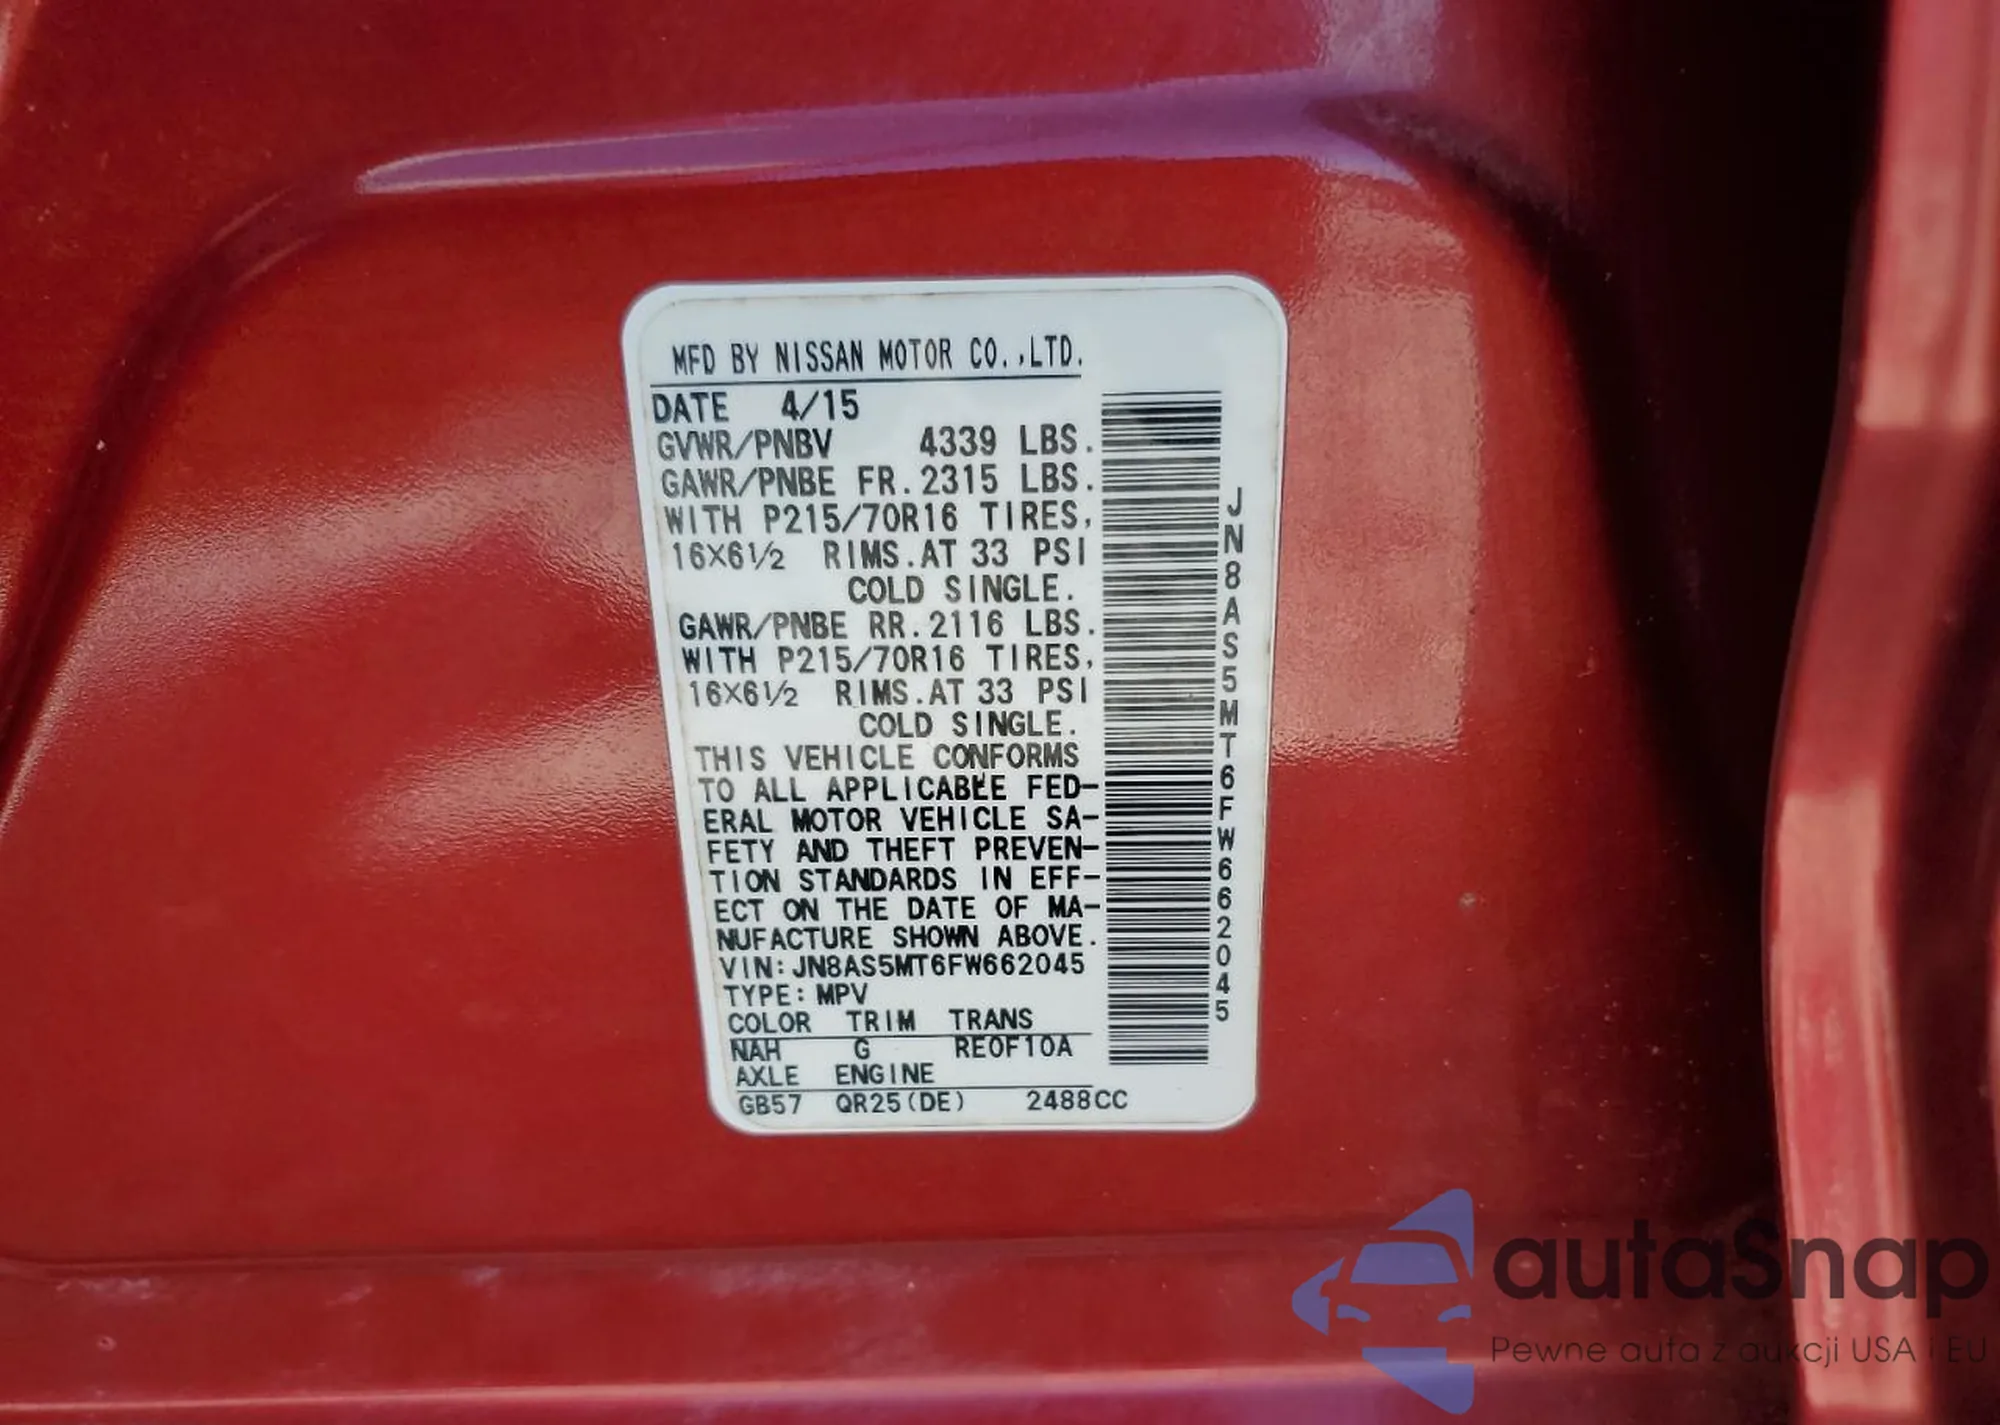 MFD BY NISSAN MOTOR CO.,LTD.
DATE 4/15
GVWR/PNBV 4339 LBS.
GAWR/PNBE FR.2315 LBS.
WITH P215/70R16 TIRES,
16X6½ RIMS.AT 33 PSI
COLD SINGLE.
GAWR/PNBE RR.2116 LBS.
WITH P215/70R16 TIRES,
16X6½ RIMS.AT 33 PSI
COLD SINGLE.
THIS VEHICLE CONFORMS
TO ALL APPLICABLE FED-
ERAL MOTOR VEHICLE SA-
FETY AND THEFT PREVEN-
TION STANDARDS IN EFF-
ECT ON THE DATE OF MA-
NUFACTURE SHOWN ABOVE.
VIN:JN8AS5MT6FW662045
TYPE:MPV
COLOR TRIM TRANS
NAH G RE0F10A
AXLE ENGINE
GB57 QR25(DE) 2488CC
JN8AS5MT6FW662045
autaSnap
Pewne auta z aukcji USA i EU